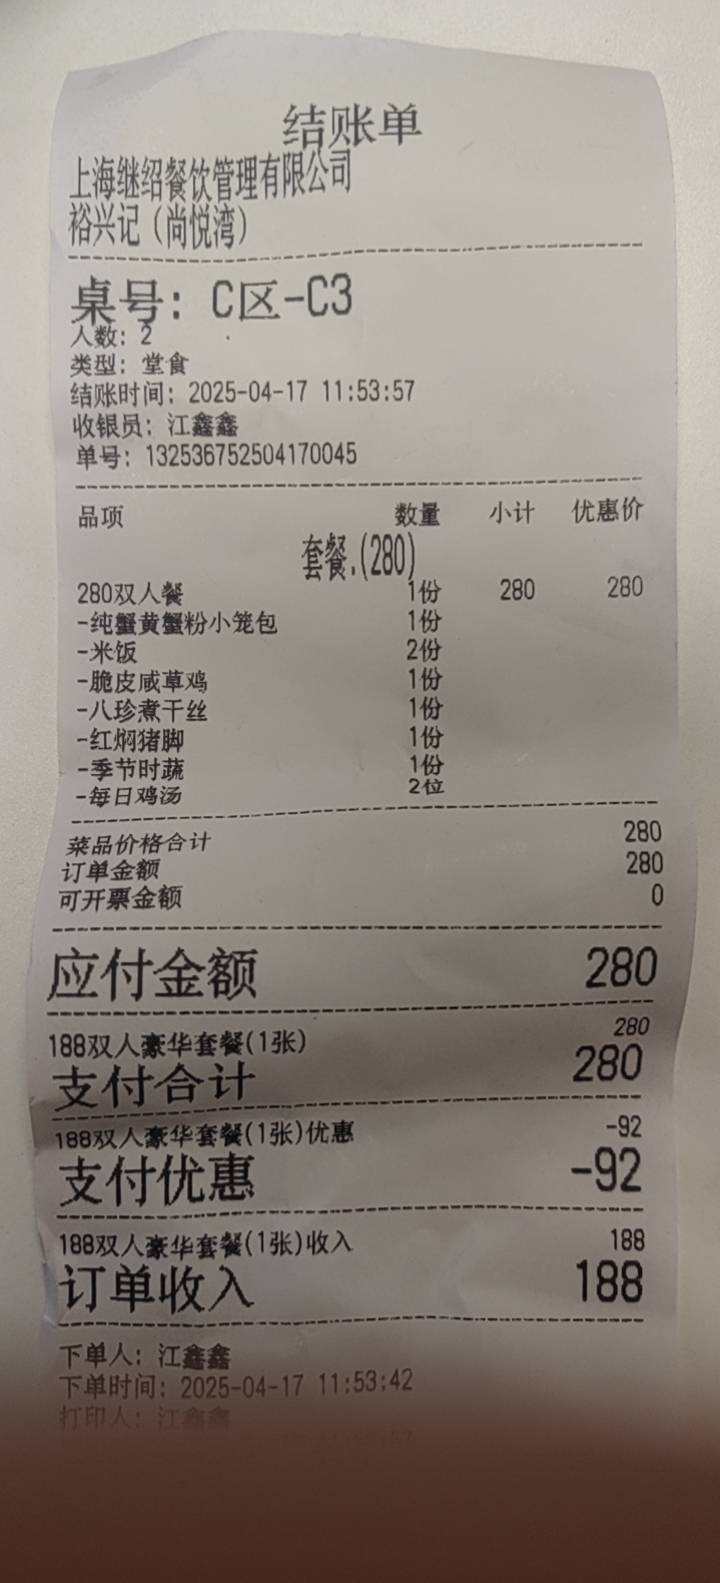 结账单
上海继绍餐饮管理有限公司
裕兴记（尚悦湾）
桌号：C区-C3
人数：2
类型：堂食
结账时间：2025-04-17 11:53:57
收银员：江鑫鑫
单号：132536752504170045
品项 数量 小计 优惠价
套餐.(280)
280双人餐 1份 280 280
-纯蟹黄蟹粉小笼包 1份
-米饭 2份
-脆皮咸草鸡 1份
-八珍煮干丝 1份
-红焖猪脚 1份
-季节时蔬 1份
-每日鸡汤 2位
菜品价格合计 280
订单金额 280
可开票金额 0
应付金额 280
188双人豪华套餐(1张) 280
支付合计 280
188双人豪华套餐(1张)优惠 -92
支付优惠 -92
188双人豪华套餐(1张)收入 188
订单收入 188
下单人：江鑫鑫
下单时间：2025-04-17 11:53:42
打印人：江鑫鑫